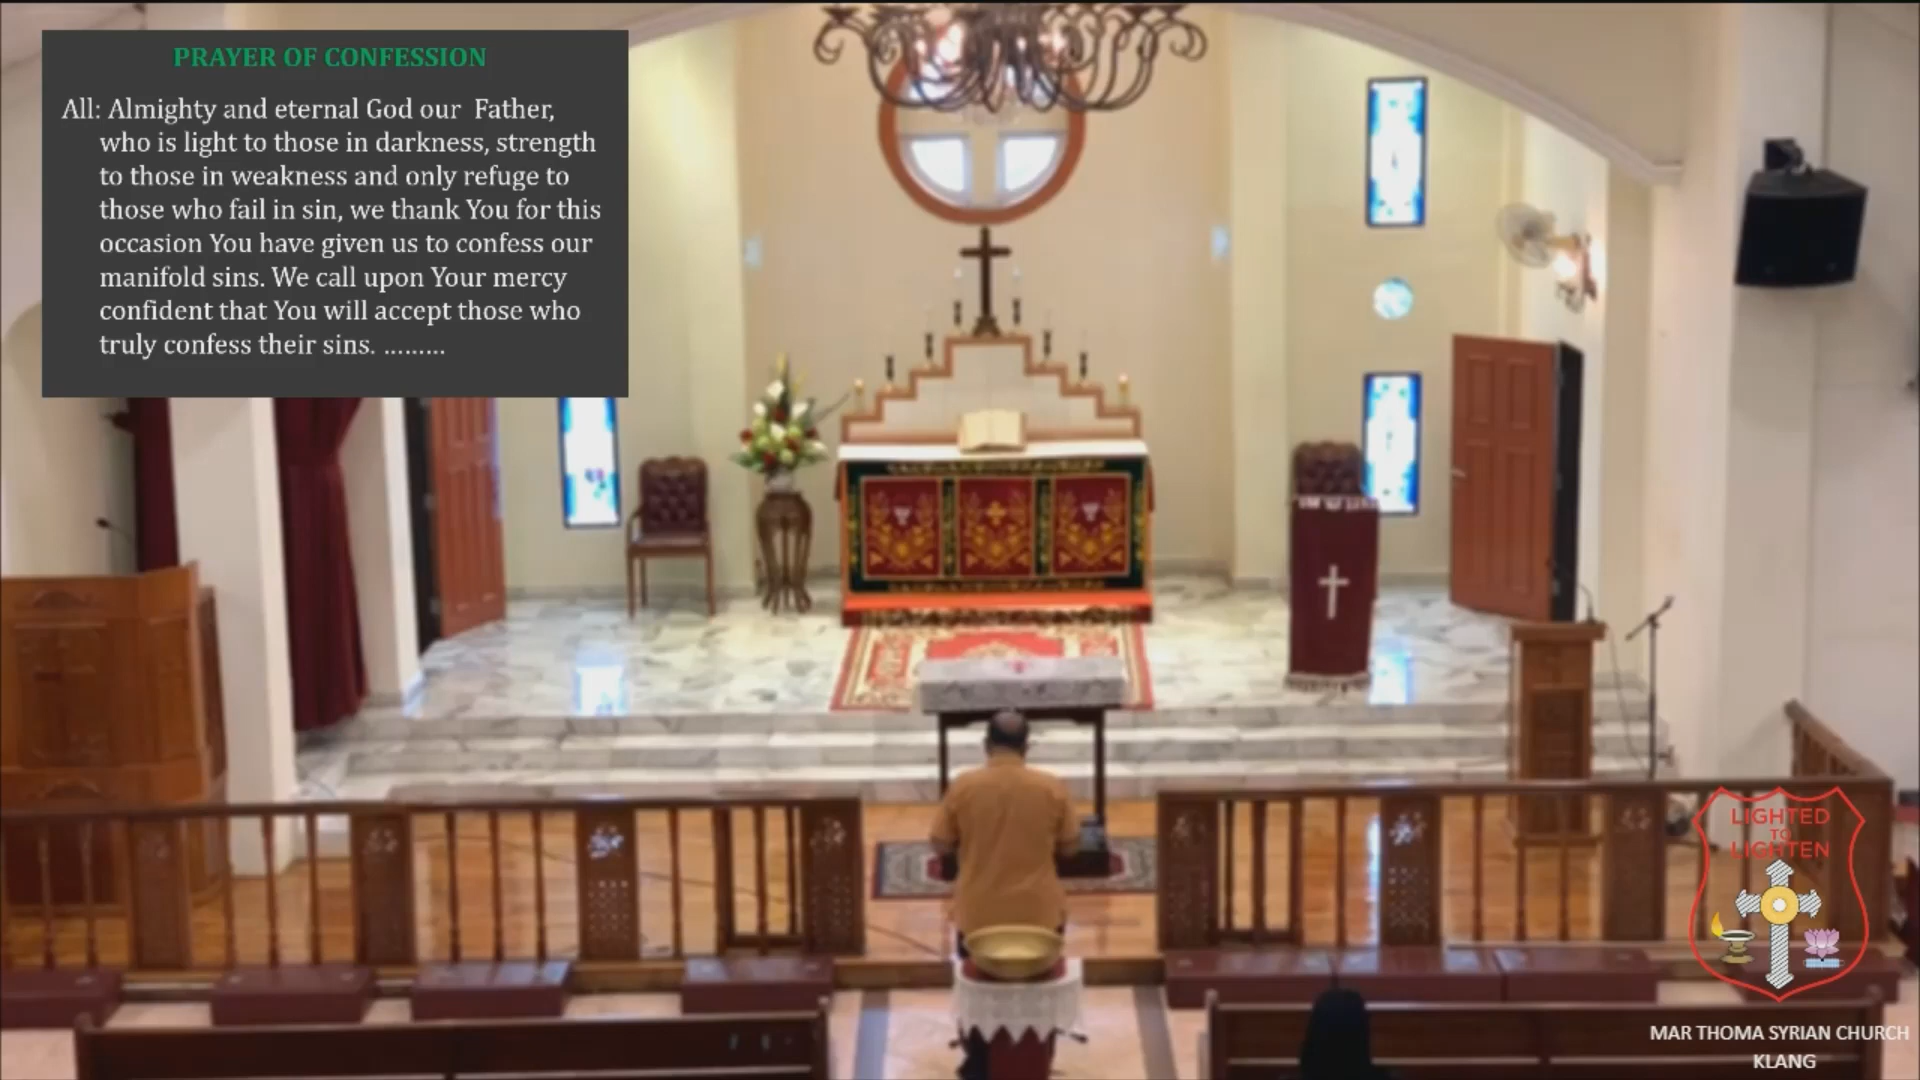 PRAYER OF CONFESSION
All: Almighty and eternal God our Father,
who is light to those in darkness, strength
to those in weakness and only refuge to
those who fail in sin, we thank You for this
occasion You have given us to confess our
manifold sins. We call upon Your mercy
confident that You will accept those who
truly confess their sins. .........
LIGHTED
TO
LIGHTEN
MAR THOMA SYRIAN CHURCH
KLANG